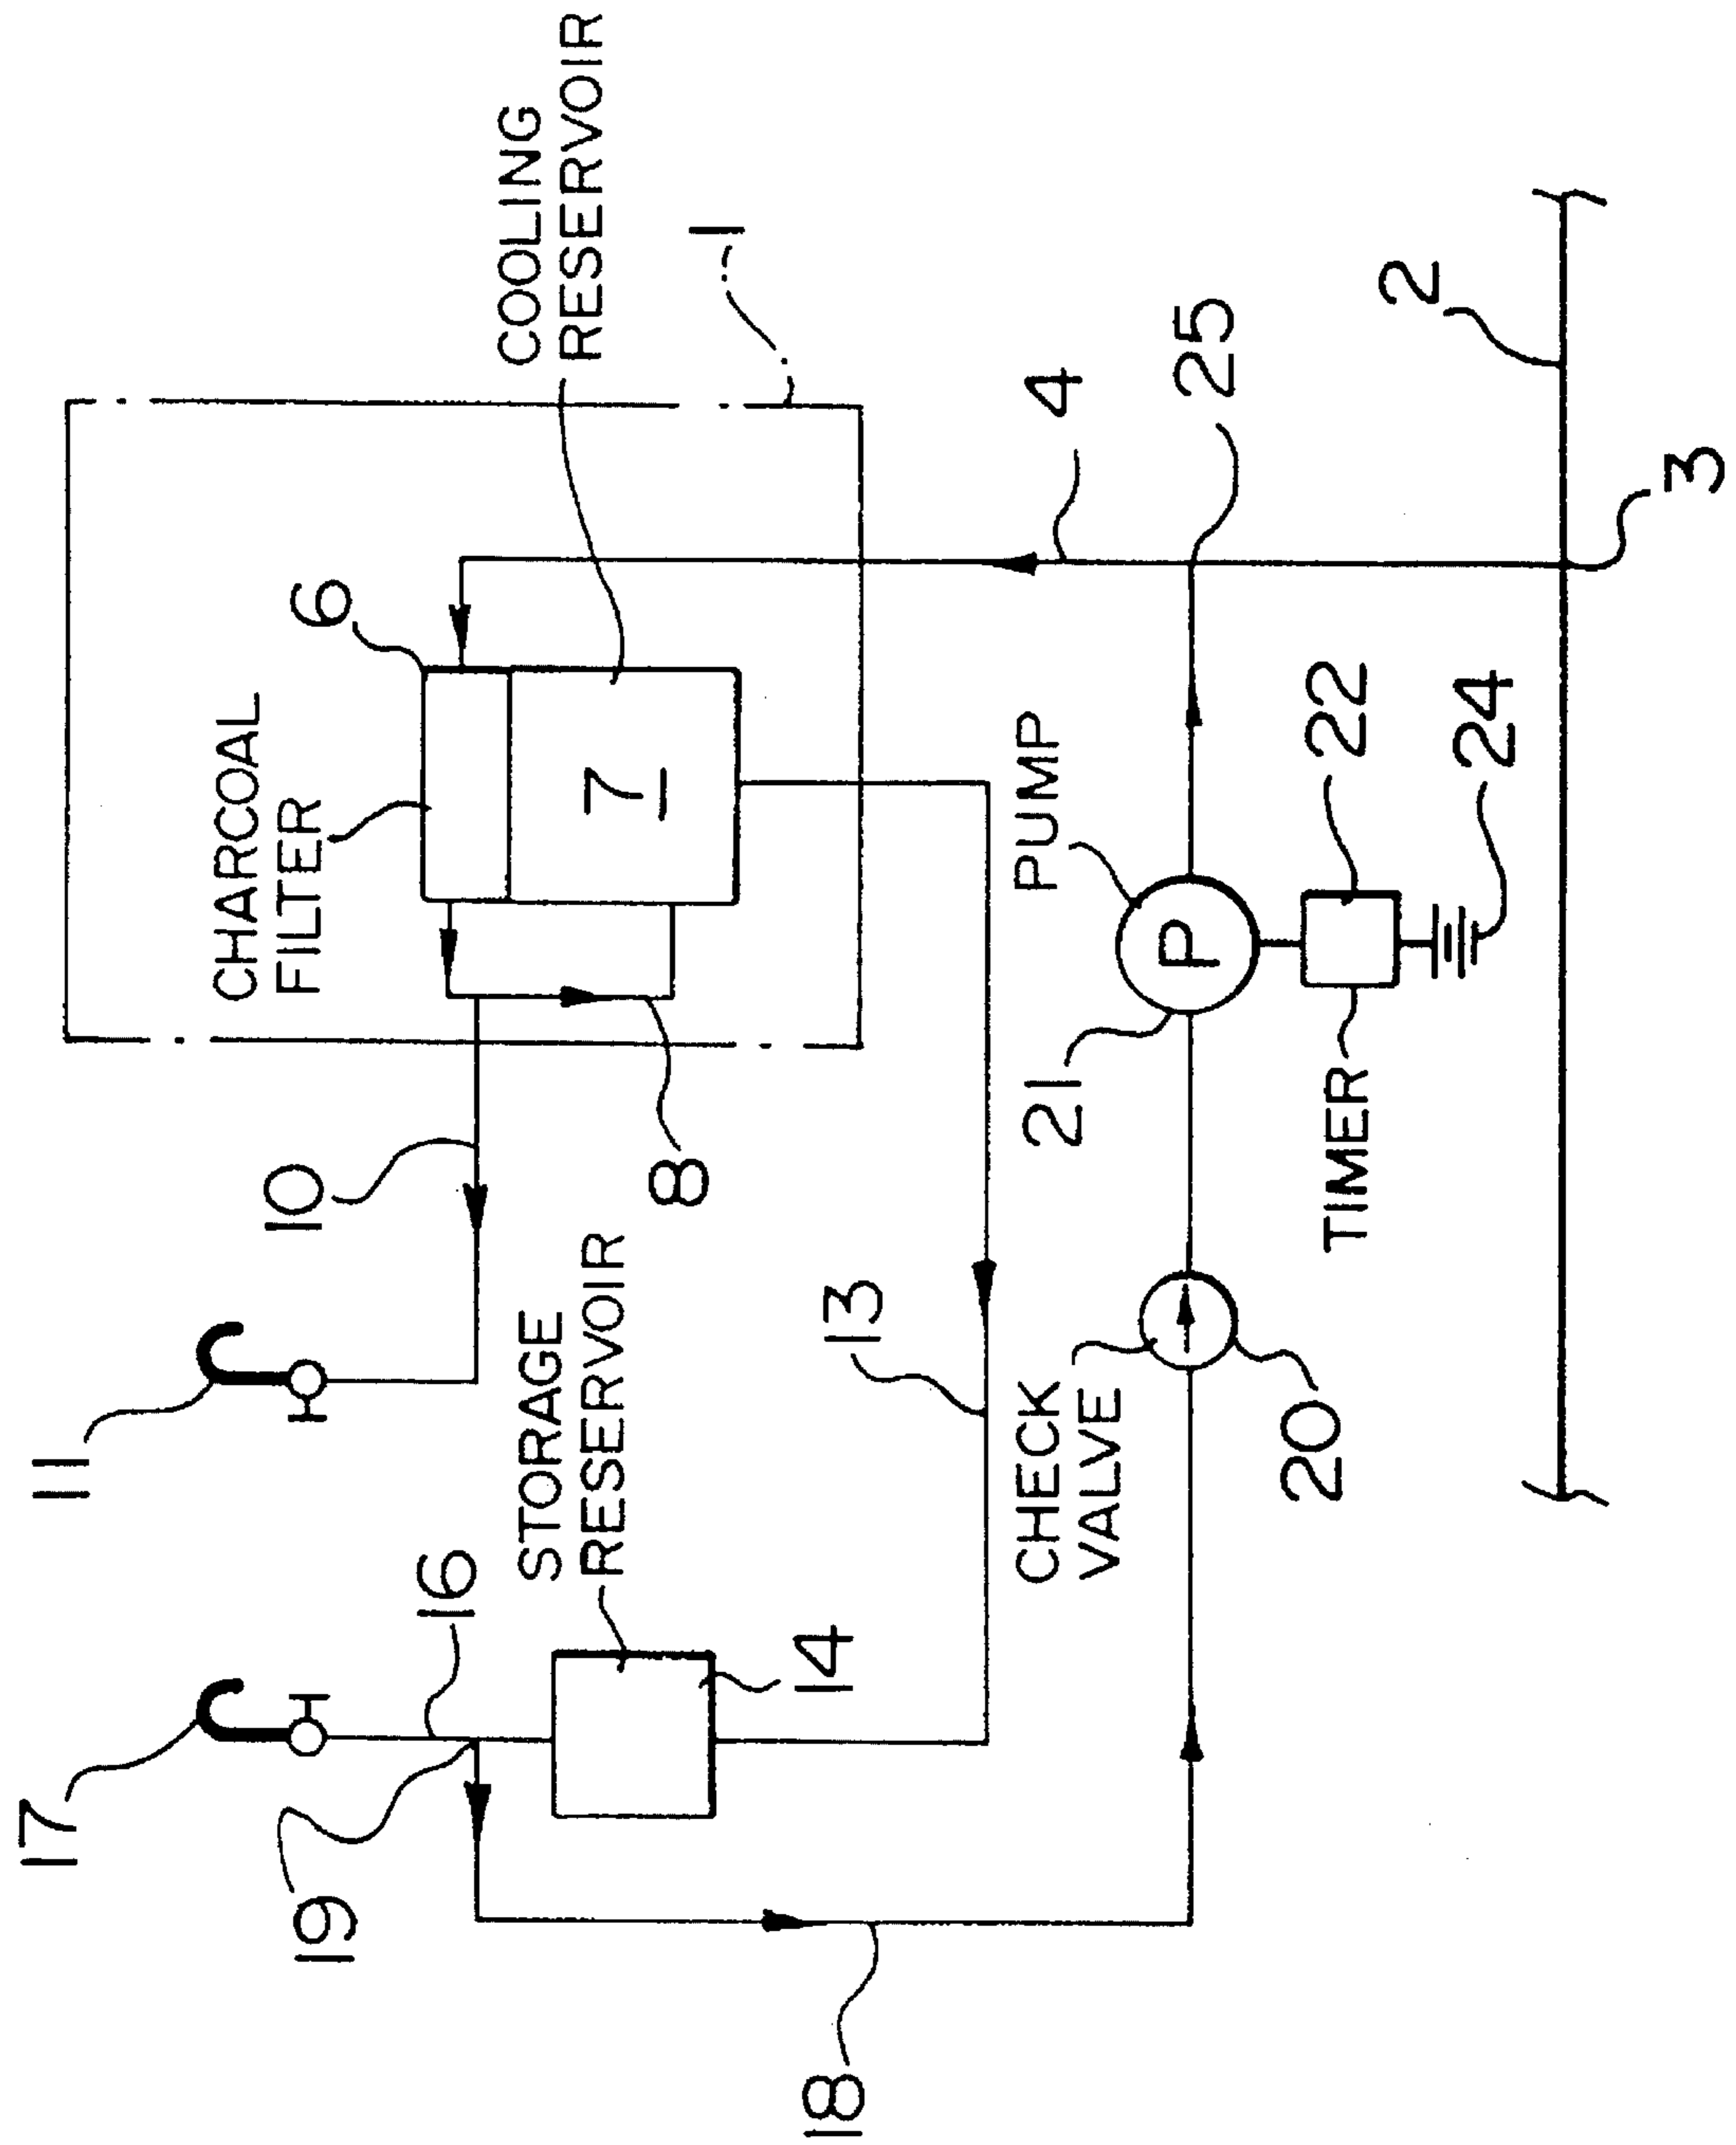 17
11
19
10
CHARCOAL
FILTER
6
16
STORAGE
RESERVOIR
COOLING
RESERVOIR
7
8
1
18
14
13
CHECK
VALVE
21
PUMP
4
P
25
20
TIMER
22
2
24
3